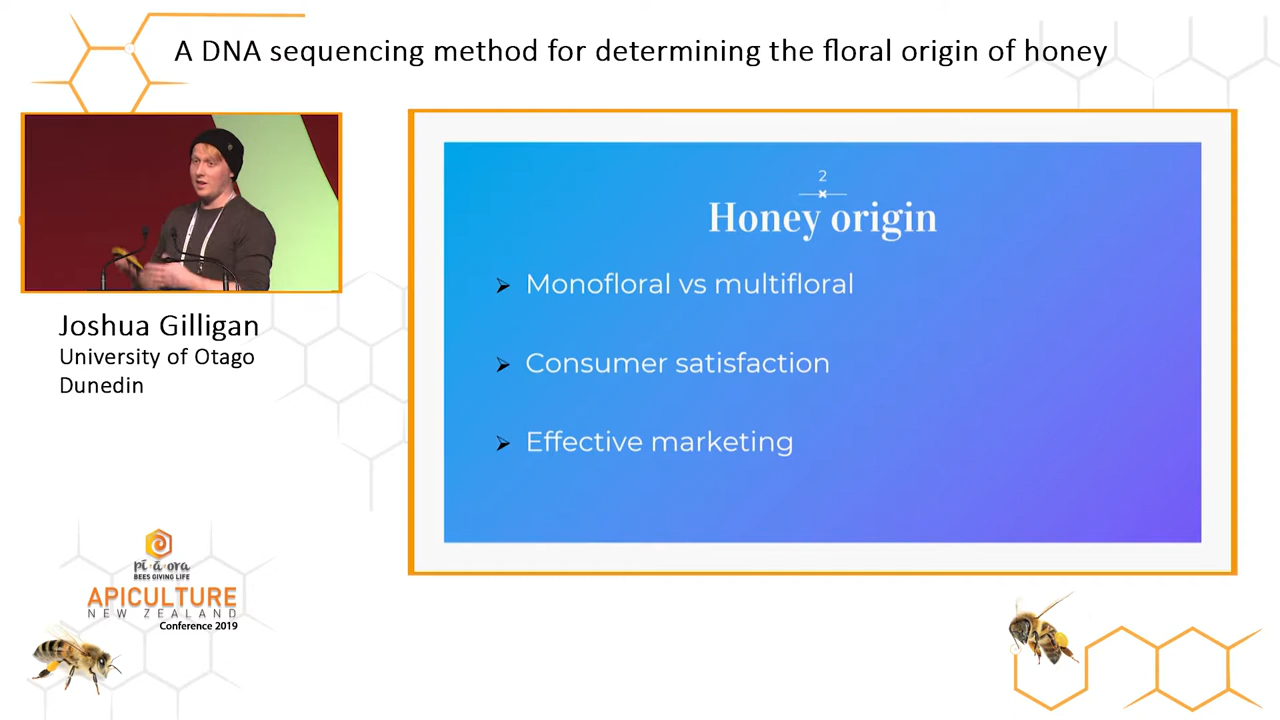 A DNA sequencing method for determining the floral origin of honey
Joshua Gilligan
University of Otago
Dunedin
2
Honey origin
Monofloral vs multifloral
Consumer satisfaction
Effective marketing
pī·ā·ora
BEES GIVING LIFE
APICULTURE
NEW ZEALAND
Conference 2019